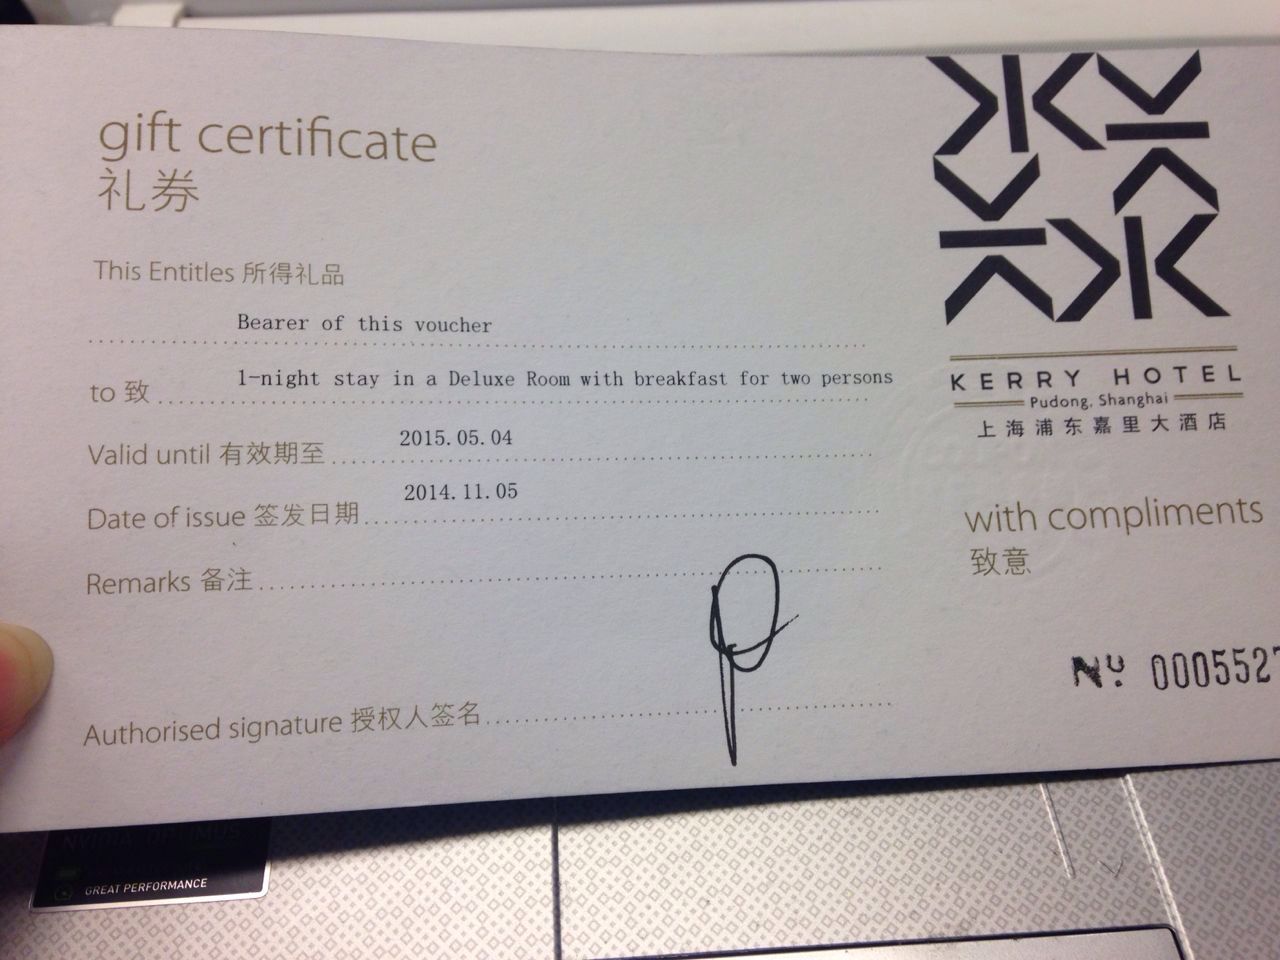 gift certificate
礼券
This Entitles 所得礼品
Bearer of this voucher
to 致 1-night stay in a Deluxe Room with breakfast for two persons
Valid until 有效期至 2015.05.04
Date of issue 签发日期 2014.11.05
Remarks 备注
Authorised signature 授权人签名
KERRY HOTEL
Pudong, Shanghai
上海浦东嘉里大酒店
with compliments
致意
No. 0005527
NVIDIA OPTIMUS
GREAT PERFORMANCE